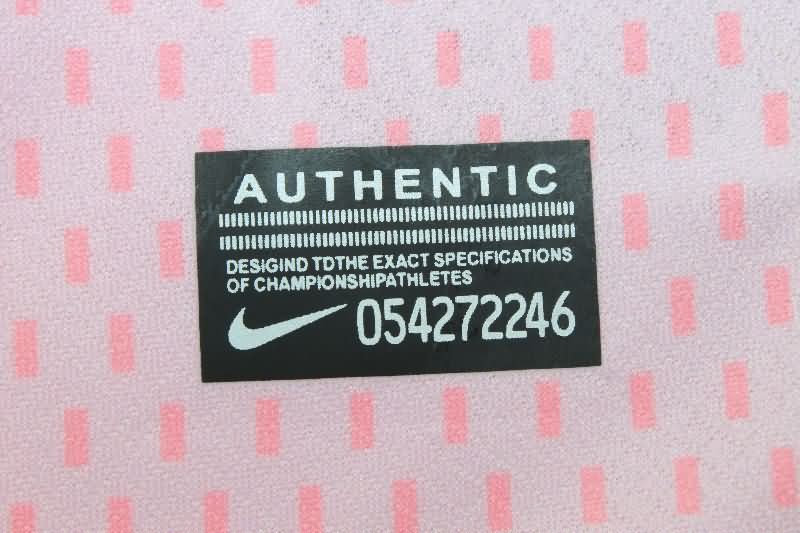 AUTHENTIC
DESIGIND TDTHE EXACT SPECIFICATIONS
OF CHAMPIONSHIPATHLETES
054272246